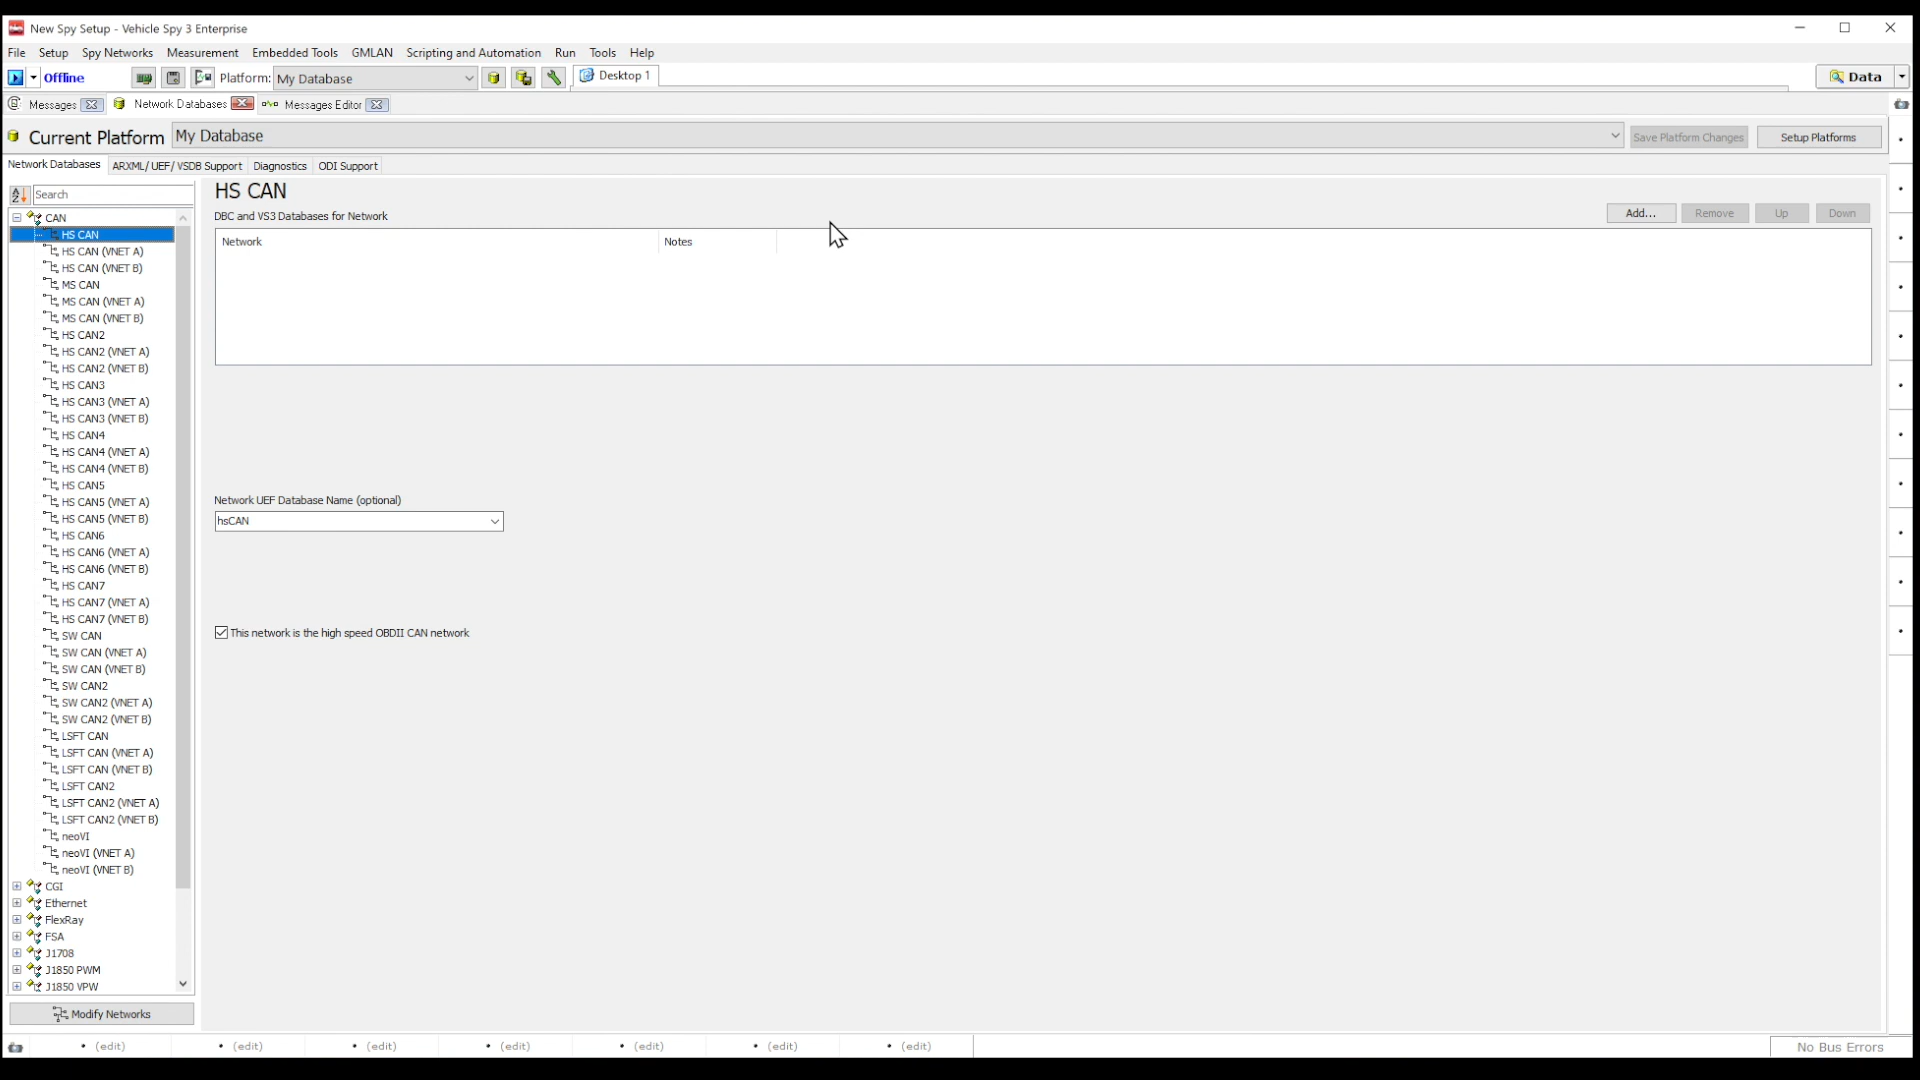 New Spy Setup - Vehicle Spy 3 Enterprise
File Setup Spy Networks Measurement Embedded Tools GMLAN Scripting and Automation Run Tools Help
Offline Platform: My Database Desktop 1 Data
Messages Network Databases Messages Editor
Current Platform My Database Save Platform Changes Setup Platforms
Network Databases ARXML/ UEF/ VSDB Support Diagnostics ODI Support
Search
HS CAN
DBC and VS3 Databases for Network
Add... Remove Up Down
Network Notes
CAN
HS CAN
HS CAN (VNET A)
HS CAN (VNET B)
MS CAN
MS CAN (VNET A)
MS CAN (VNET B)
HS CAN2
HS CAN2 (VNET A)
HS CAN2 (VNET B)
HS CAN3
HS CAN3 (VNET A)
HS CAN3 (VNET B)
HS CAN4
HS CAN4 (VNET A)
HS CAN4 (VNET B)
HS CAN5
HS CAN5 (VNET A)
HS CAN5 (VNET B)
HS CAN6
HS CAN6 (VNET A)
HS CAN6 (VNET B)
HS CAN7
HS CAN7 (VNET A)
HS CAN7 (VNET B)
SW CAN
SW CAN (VNET A)
SW CAN (VNET B)
SW CAN2
SW CAN2 (VNET A)
SW CAN2 (VNET B)
LSFT CAN
LSFT CAN (VNET A)
LSFT CAN (VNET B)
LSFT CAN2
LSFT CAN2 (VNET A)
LSFT CAN2 (VNET B)
neoVI
neoVI (VNET A)
neoVI (VNET B)
CGI
Ethernet
FlexRay
FSA
J1708
J1850 PWM
J1850 VPW
Modify Networks
Network UEF Database Name (optional)
hsCAN
This network is the high speed OBDII CAN network
(edit) (edit) (edit) (edit) (edit) (edit) (edit)
No Bus Errors